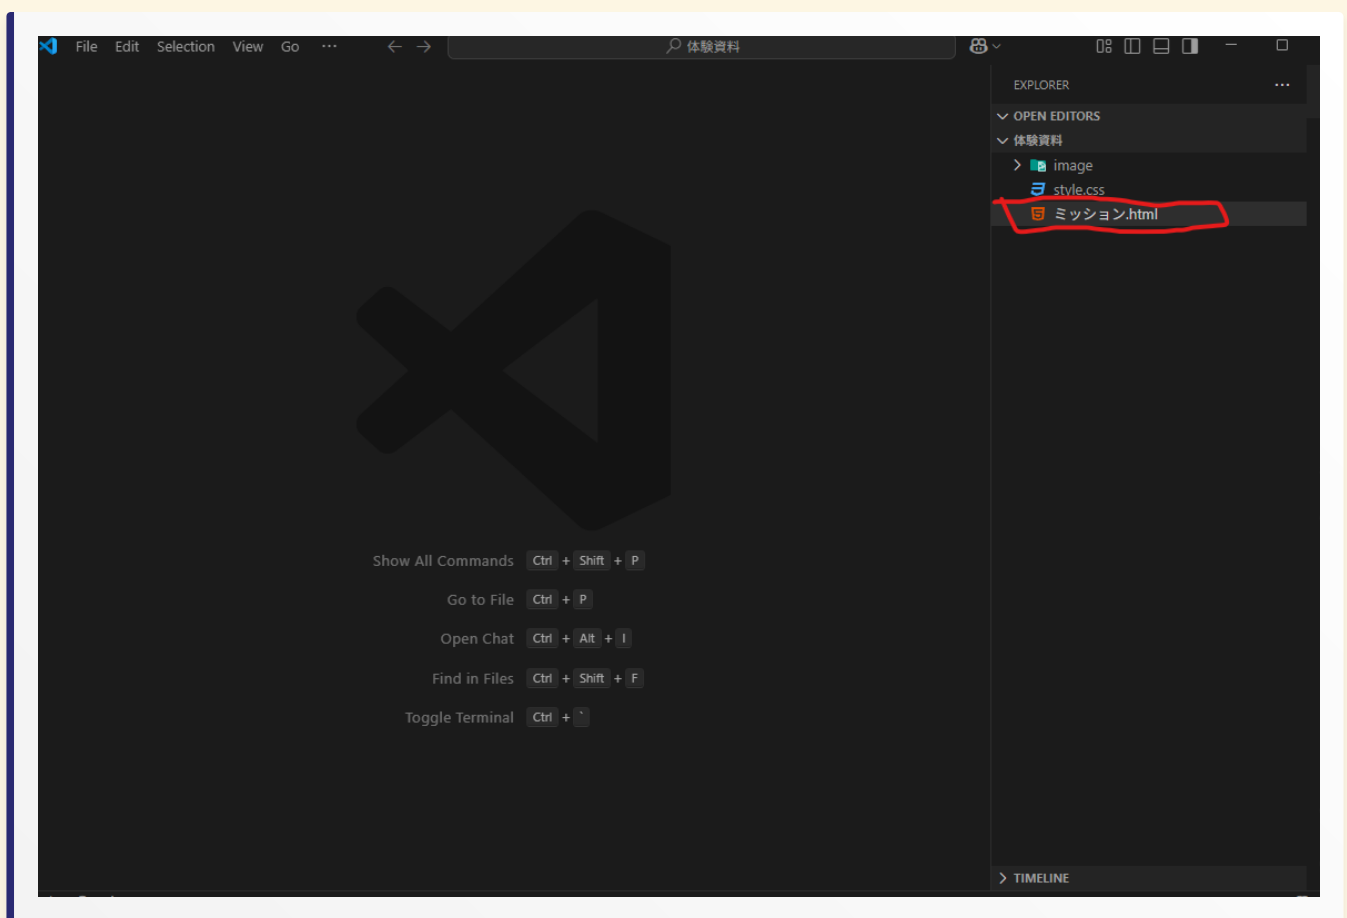 File Edit Selection View Go ··· ← → 体験資料
EXPLORER ···
OPEN EDITORS
体験資料
image
style.css
ミッション.html
Show All Commands Ctrl + Shift + P
Go to File Ctrl + P
Open Chat Ctrl + Alt + I
Find in Files Ctrl + Shift + F
Toggle Terminal Ctrl + `
TIMELINE